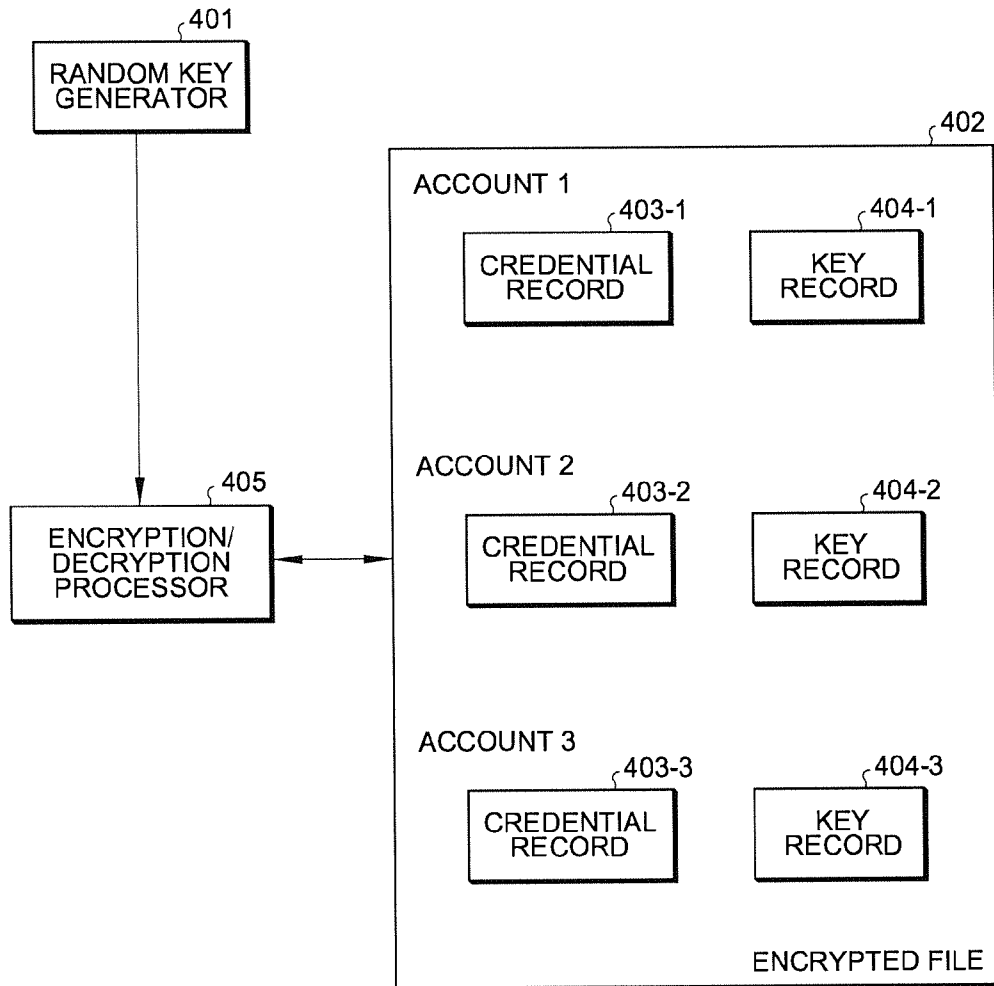 401
RANDOM KEY
GENERATOR
402
ACCOUNT 1
403-1
CREDENTIAL
RECORD
404-1
KEY
RECORD
405
ENCRYPTION/
DECRYPTION
PROCESSOR
ACCOUNT 2
403-2
CREDENTIAL
RECORD
404-2
KEY
RECORD
ACCOUNT 3
403-3
CREDENTIAL
RECORD
404-3
KEY
RECORD
ENCRYPTED FILE